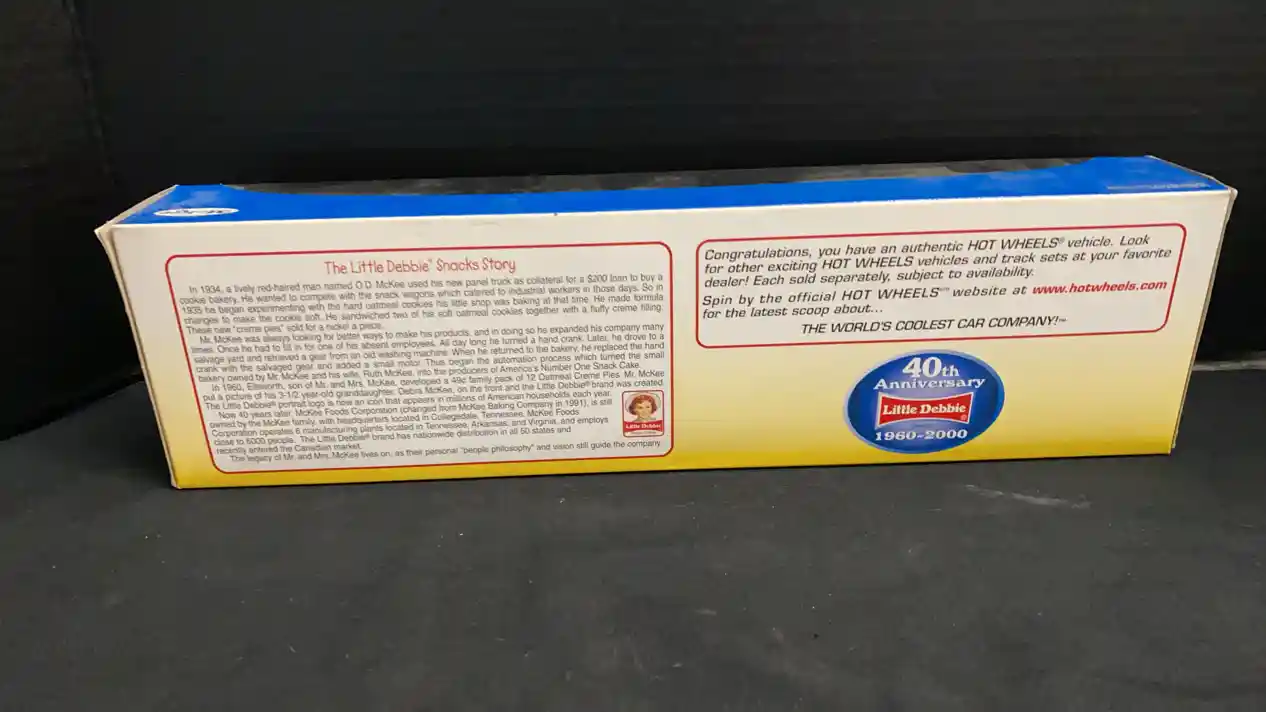 The Little Debbie™ Snacks Story
In 1934, a lively red-haired man named O.D. McKee used his new panel truck as collateral for a $200 loan to buy a
cookie bakery. He wanted to compete with the snack wagons which catered to industrial workers in those days. So in
1935 he began experimenting with the hard oatmeal cookies his little shop was baking at that time. He made formula
changes to make the cookie soft. He sandwiched two of his soft oatmeal cookies together with a fluffy creme filling.
These new "creme pies" sold for a nickel a piece.
Mr. McKee was always looking for better ways to make his products, and in doing so he expanded his company many
times. Once he had to fill in for one of his absent employees. All day long he turned a hand crank. Later, he drove to a
salvage yard and retrieved a gear from an old washing machine. When he returned to the bakery, he replaced the hand
crank with the salvaged gear and added a small motor. Thus began the automation process which turned the small
bakery owned by Mr. McKee and his wife, Ruth McKee, into the producers of America's Number One Snack Cake.
In 1960, Ellsworth, son of Mr. and Mrs. McKee, developed a 49¢ family pack of 12 Oatmeal Creme Pies. Mr. McKee
put a picture of his 3-1/2 year-old granddaughter, Debra McKee, on the front and the Little Debbie® brand was created.
The Little Debbie® portrait logo is now an icon that appears in millions of American households each year.
Now 40 years later, McKee Foods Corporation (changed from McKee Baking Company in 1991), is still
owned by the McKee family, with headquarters located in Collegedale, Tennessee. McKee Foods
Corporation operates 6 manufacturing plants located in Tennessee, Arkansas, and Virginia, and employs
close to 6000 people. The Little Debbie® brand has nationwide distribution in all 50 states and
recently entered the Canadian market.
The legacy of Mr. and Mrs. McKee lives on, as their personal "people philosophy" and vision still guide the company.
Little Debbie
Congratulations, you have an authentic HOT WHEELS® vehicle. Look
for other exciting HOT WHEELS vehicles and track sets at your favorite
dealer! Each sold separately, subject to availability.
Spin by the official HOT WHEELS℠ website at www.hotwheels.com
for the latest scoop about...
THE WORLD'S COOLEST CAR COMPANY!™
40th
Anniversary
Little Debbie®
1960-2000